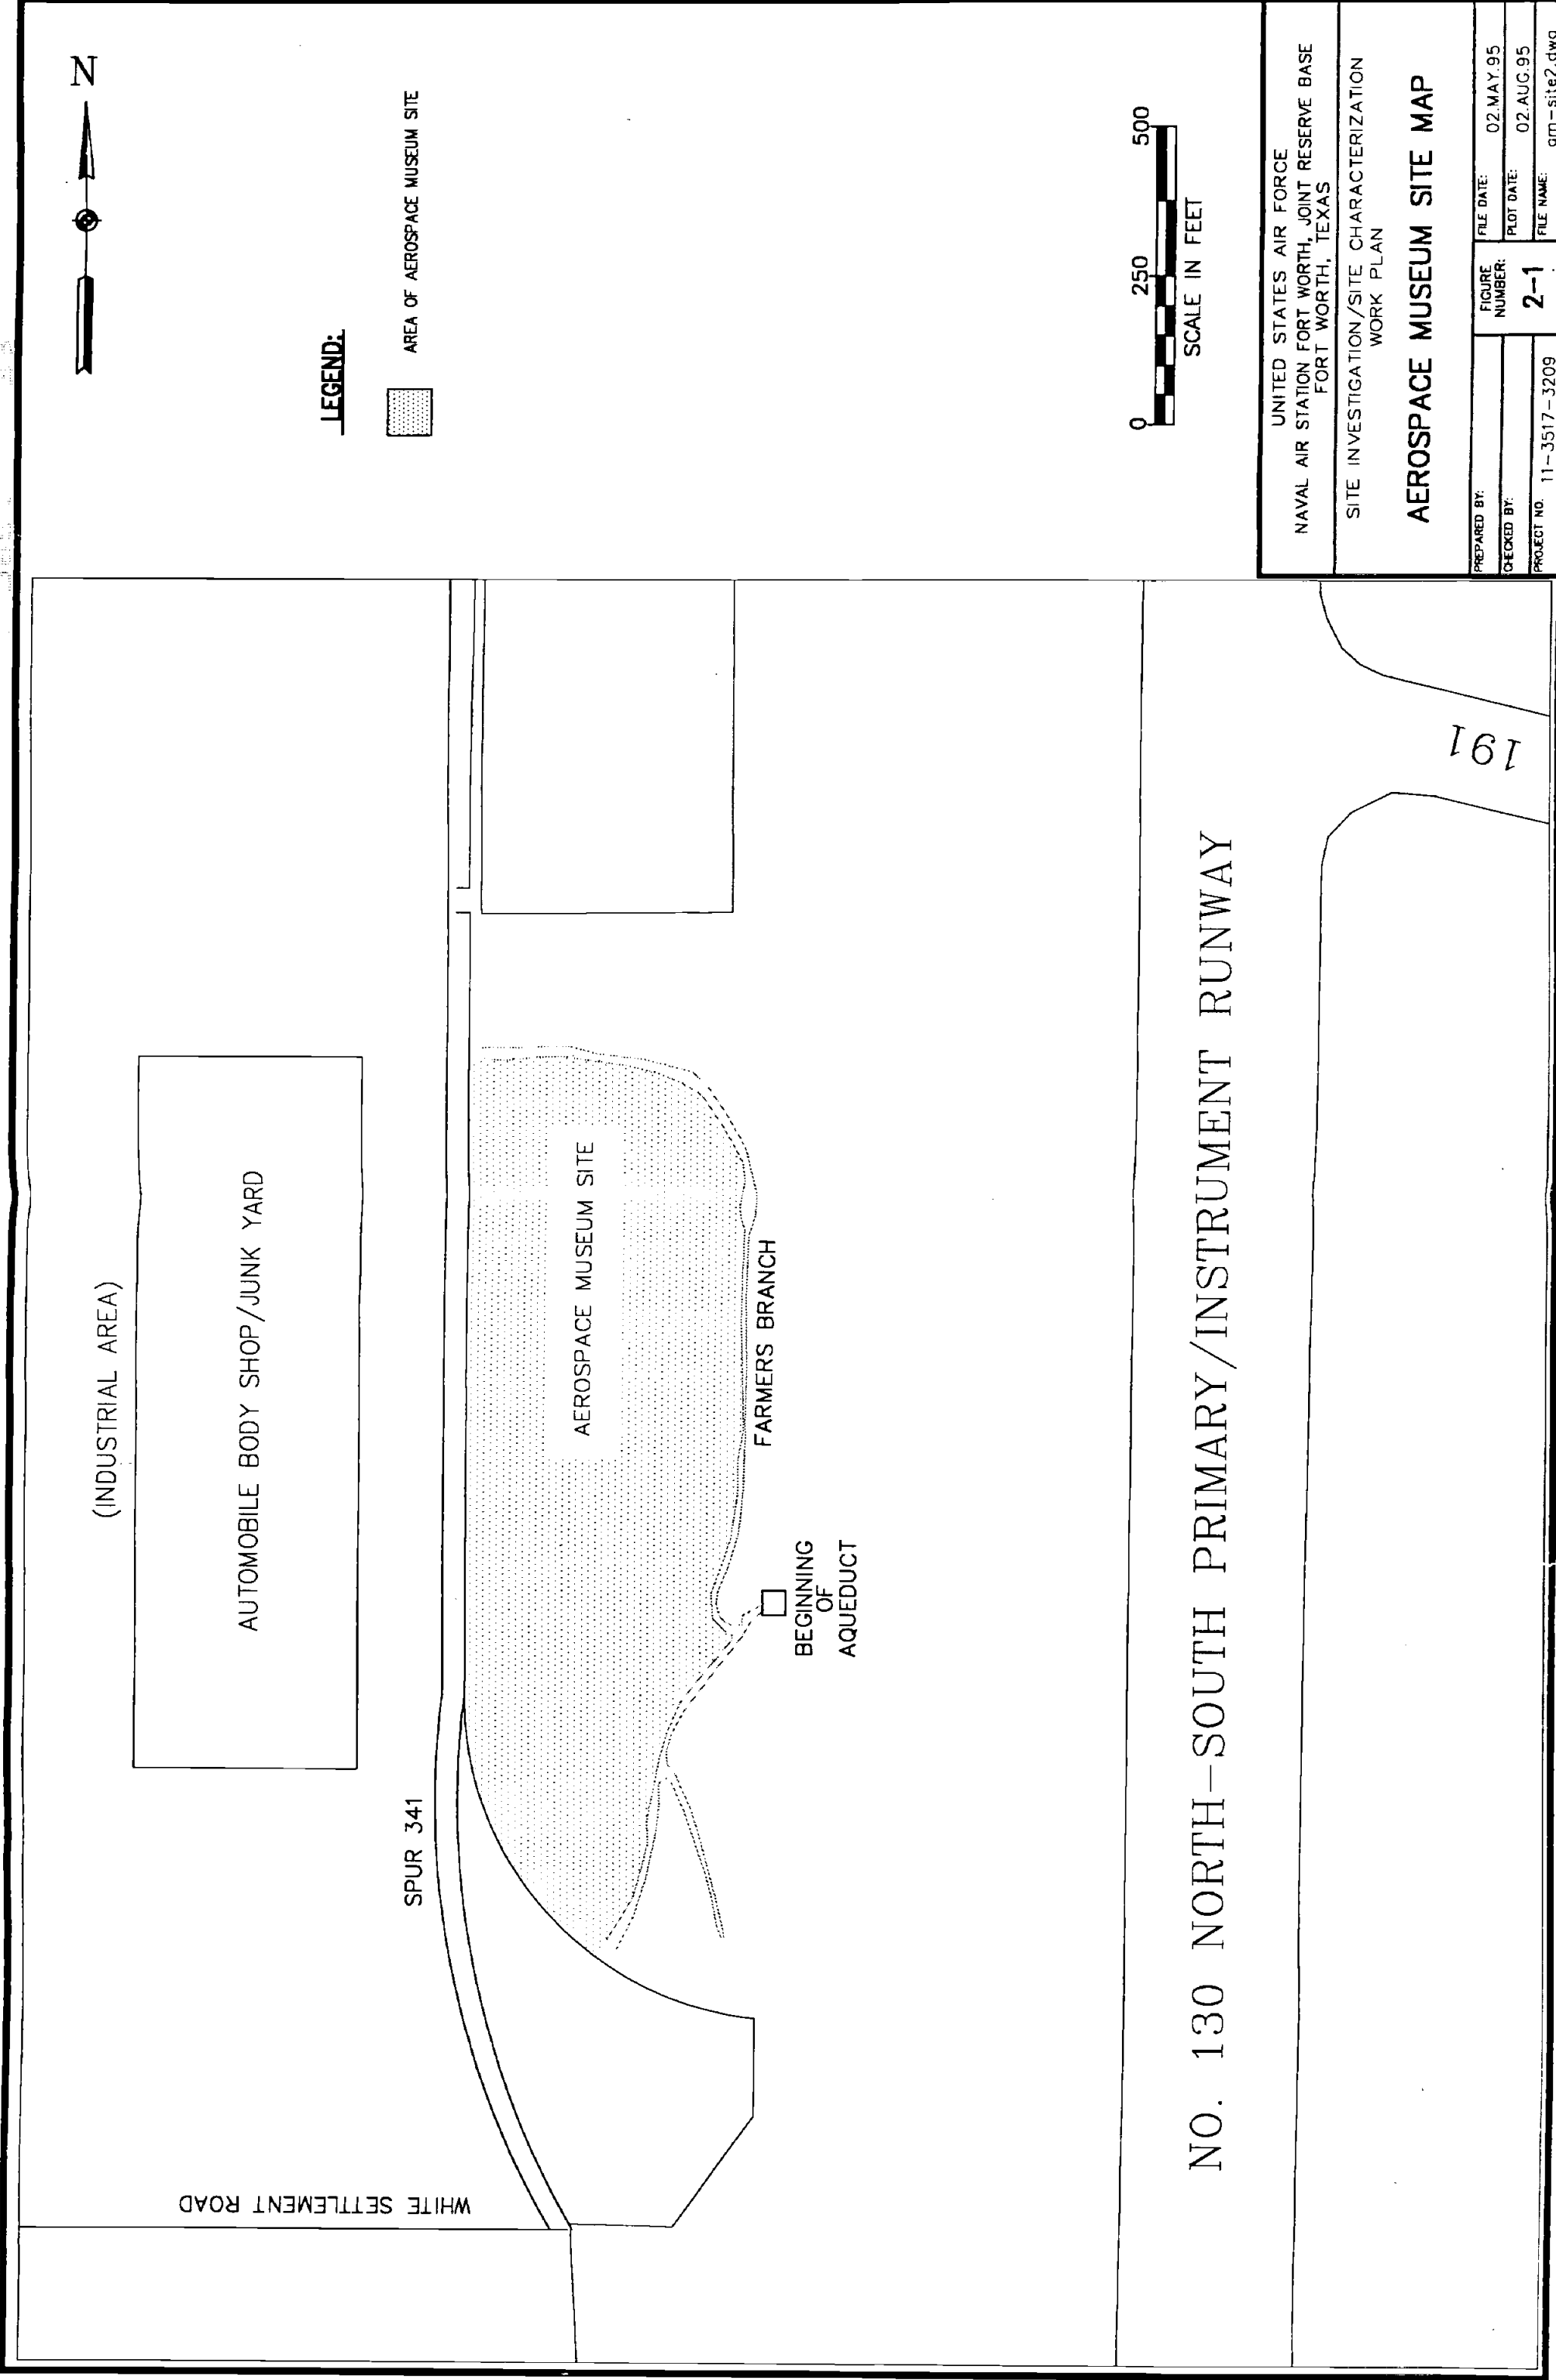 N
LEGEND:
AREA OF AEROSPACE MUSEUM SITE
0 250 500
SCALE IN FEET
(INDUSTRIAL AREA)
AUTOMOBILE BODY SHOP/JUNK YARD
SPUR 341
WHITE SETTLEMENT ROAD
AEROSPACE MUSEUM SITE
FARMERS BRANCH
BEGINNING
OF
AQUEDUCT
NO. 130 NORTH-SOUTH PRIMARY/INSTRUMENT RUNWAY
191
UNITED STATES AIR FORCE
NAVAL AIR STATION FORT WORTH, JOINT RESERVE BASE
FORT WORTH, TEXAS
SITE INVESTIGATION/SITE CHARACTERIZATION
WORK PLAN
AEROSPACE MUSEUM SITE MAP
PREPARED BY:
CHECKED BY:
PROJECT NO. 11-3517-3209
FIGURE
NUMBER:
2-1
FILE DATE: 02.MAY.95
PLOT DATE: 02.AUG.95
FILE NAME: am-site2.dwg